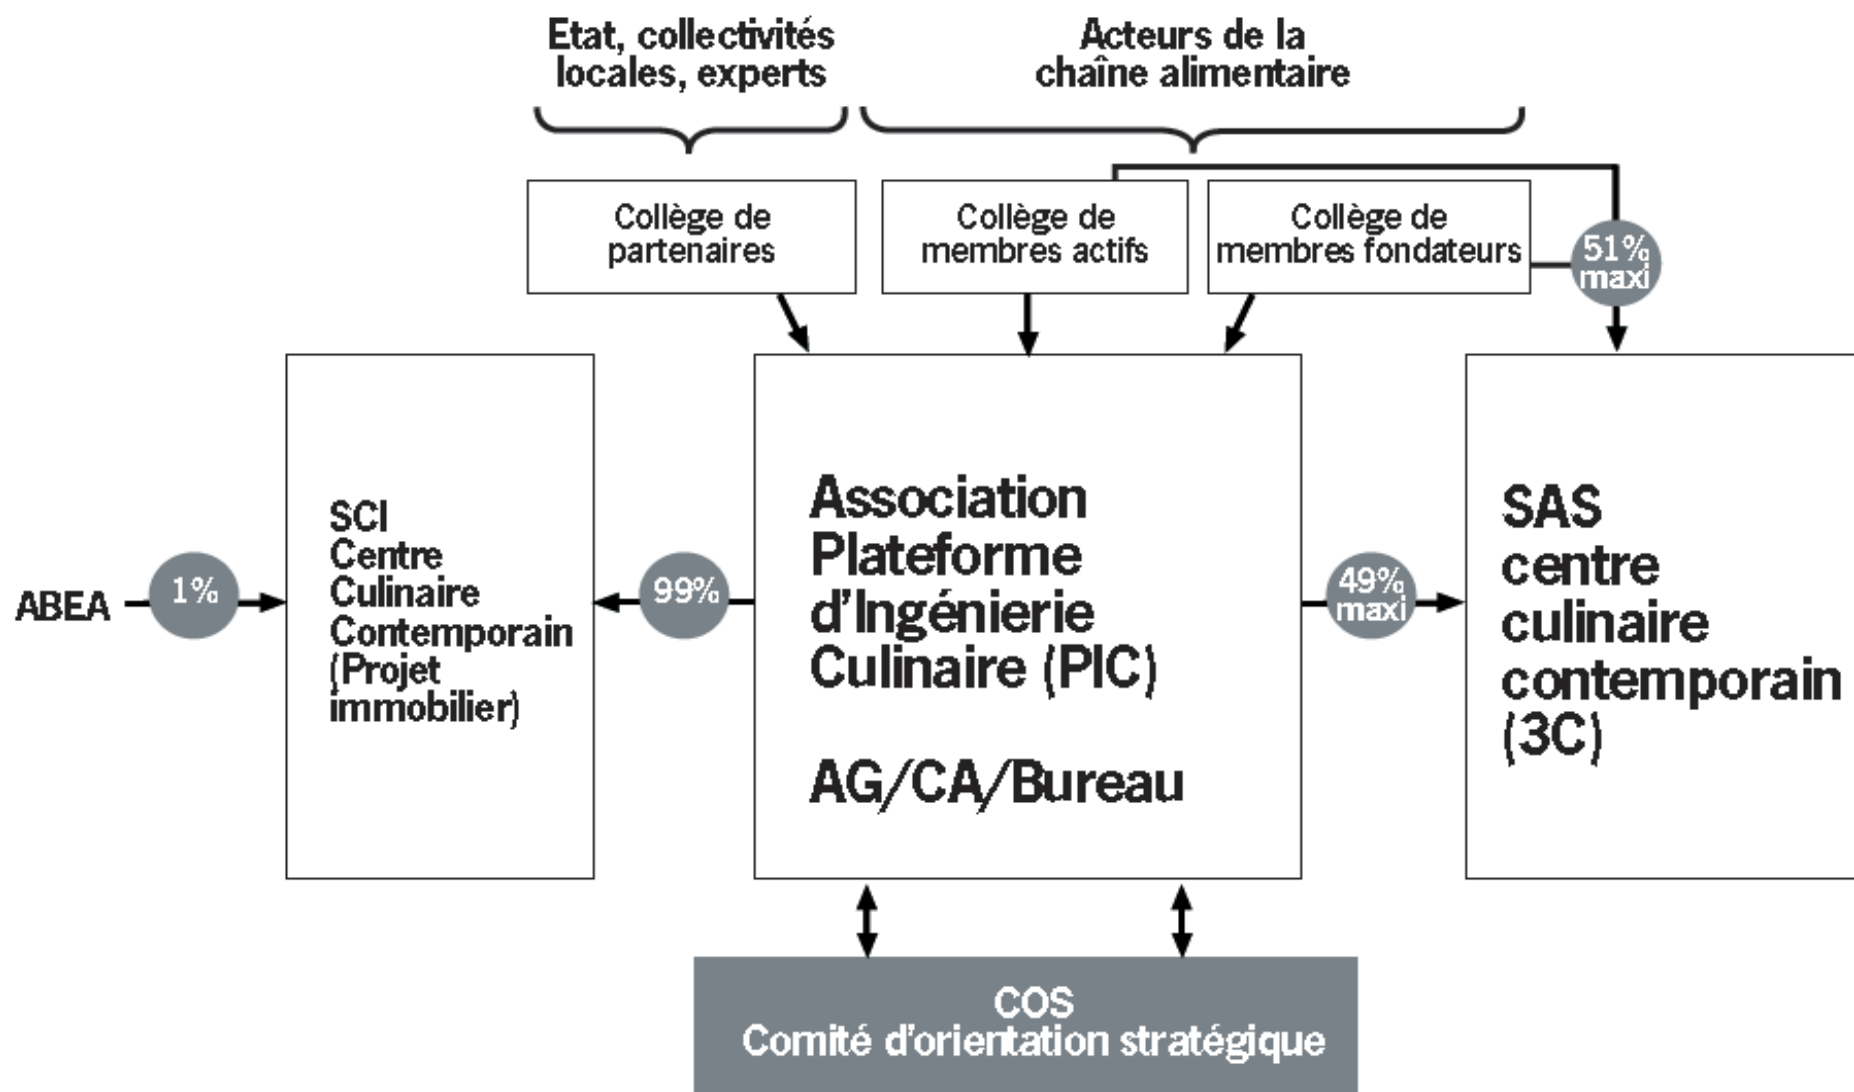 Etat, collectivités
locales, experts
Acteurs de la
chaîne alimentaire
Collège de
partenaires
Collège de
membres actifs
Collège de
membres fondateurs
51%
maxi
ABEA
1%
SCI
Centre
Culinaire
Contemporain
(Projet
immobilier)
99%
Association
Plateforme
d'Ingénierie
Culinaire (PIC)
AG/CA/Bureau
49%
maxi
SAS
centre
culinaire
contemporain
(3C)
COS
Comité d'orientation stratégique